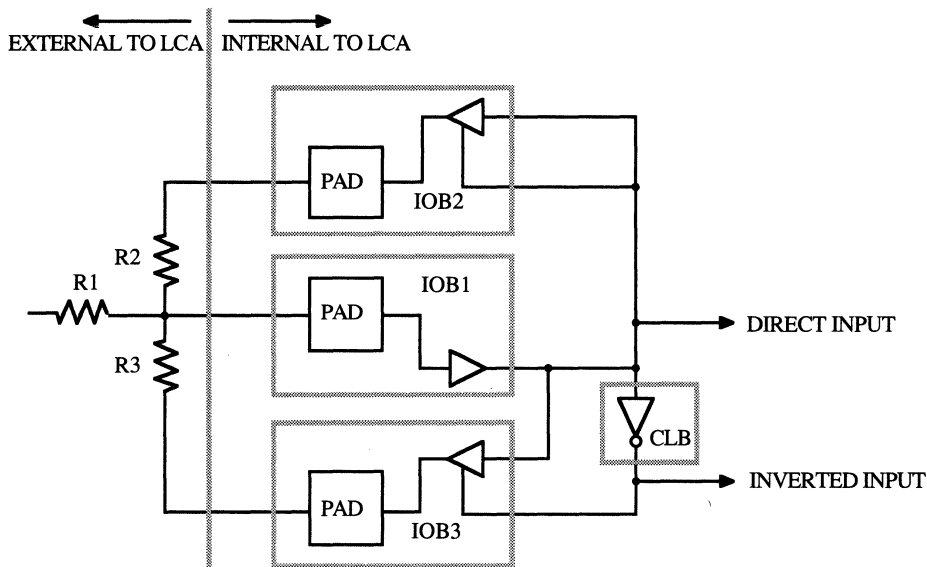 EXTERNAL TO LCA
INTERNAL TO LCA
PAD
IOB2
R2
R1
IOB1
PAD
DIRECT INPUT
R3
CLB
INVERTED INPUT
PAD
IOB3